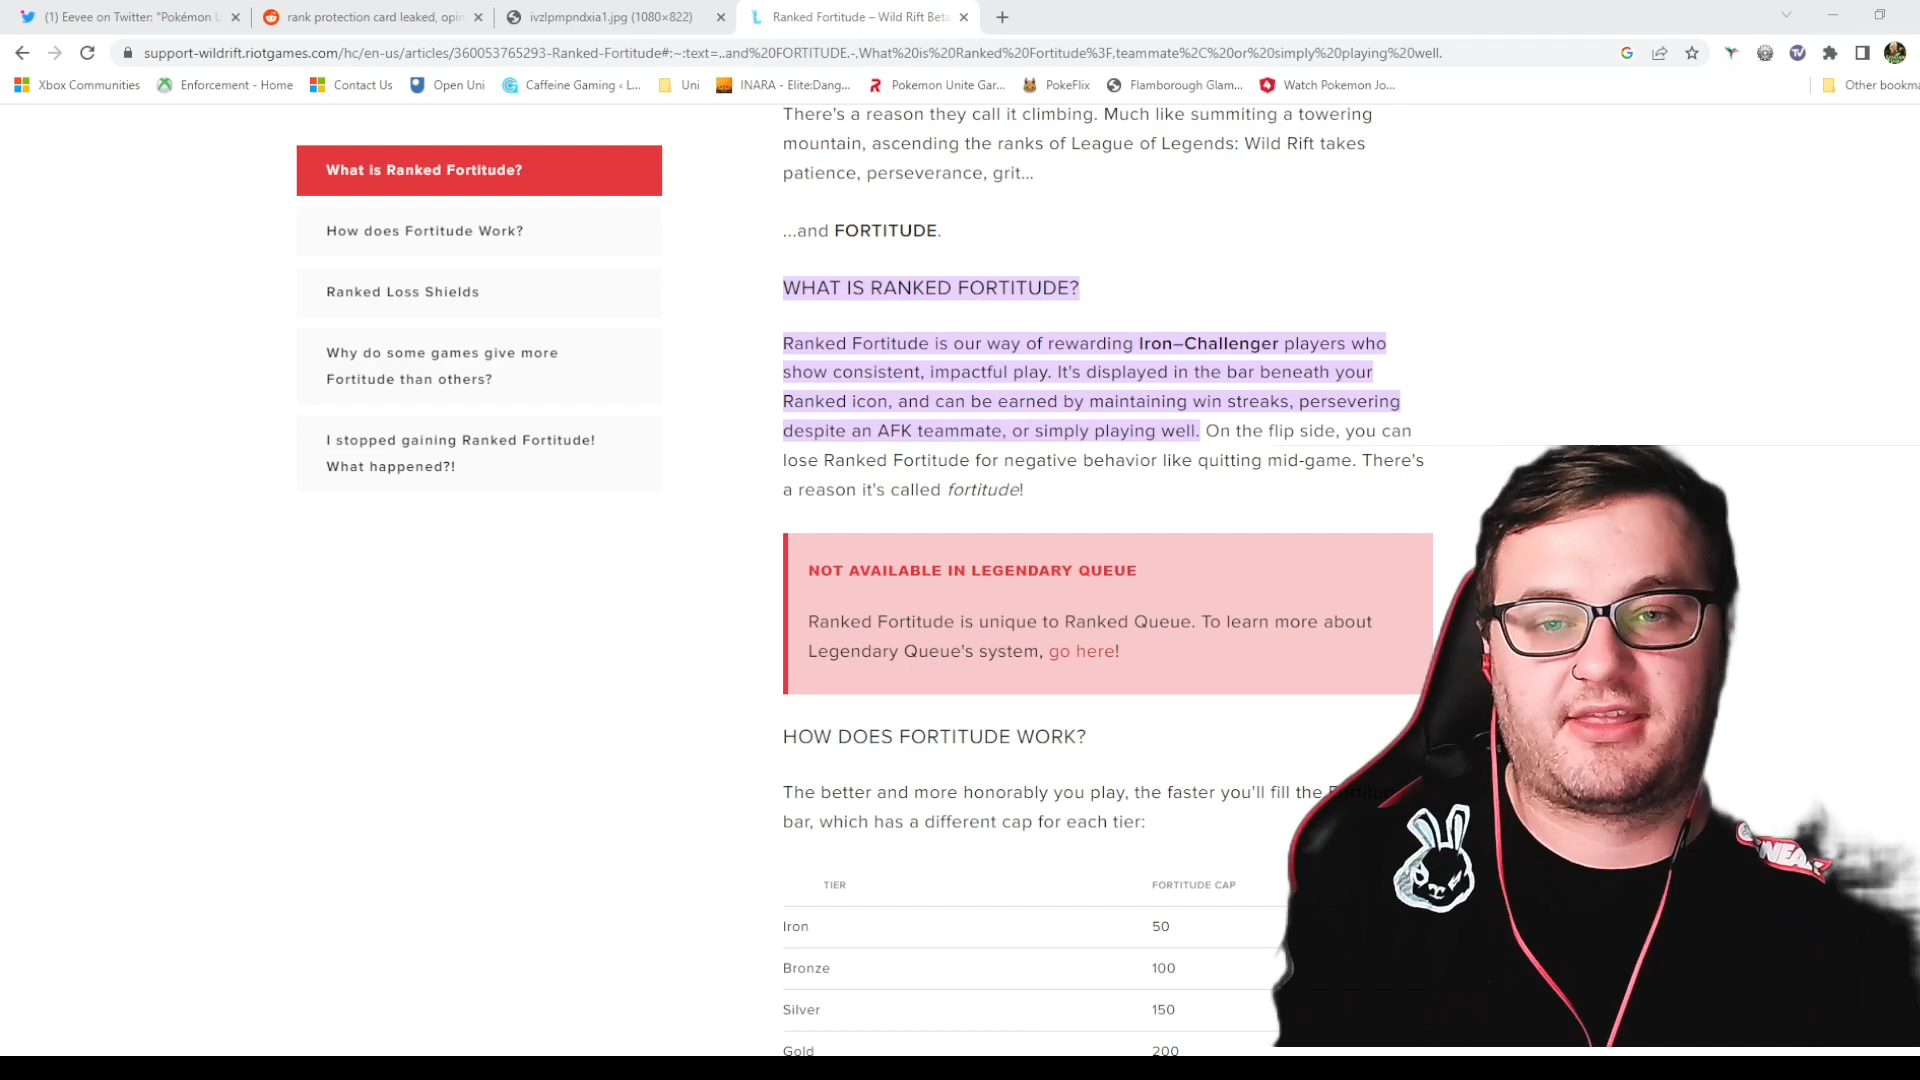 (1) Eevee on Twitter: "Pokémon U
rank protection card leaked, opin
ivzlpmpndxia1.jpg (1080×822)
Ranked Fortitude – Wild Rift Beta
support-wildrift.riotgames.com/hc/en-us/articles/360053765293-Ranked-Fortitude#:~:text=..and%20FORTITUDE.-,What%20is%20Ranked%20Fortitude%3F,teammate%2C%20or%20simply%20playing%20well.
Xbox Communities
Enforcement - Home
Contact Us
Open Uni
Caffeine Gaming ‹ L...
Uni
INARA - Elite:Dang...
Pokemon Unite Gar...
PokeFlix
Flamborough Glam...
Watch Pokemon Jo...
Other bookma
What is Ranked Fortitude?
How does Fortitude Work?
Ranked Loss Shields
Why do some games give more
Fortitude than others?
I stopped gaining Ranked Fortitude!
What happened?!
There's a reason they call it climbing. Much like summiting a towering
mountain, ascending the ranks of League of Legends: Wild Rift takes
patience, perseverance, grit...
...and FORTITUDE.
WHAT IS RANKED FORTITUDE?
Ranked Fortitude is our way of rewarding Iron–Challenger players who
show consistent, impactful play. It's displayed in the bar beneath your
Ranked icon, and can be earned by maintaining win streaks, persevering
despite an AFK teammate, or simply playing well. On the flip side, you can
lose Ranked Fortitude for negative behavior like quitting mid-game. There's
a reason it's called fortitude!
NOT AVAILABLE IN LEGENDARY QUEUE
Ranked Fortitude is unique to Ranked Queue. To learn more about
Legendary Queue's system, go here!
HOW DOES FORTITUDE WORK?
The better and more honorably you play, the faster you'll fill the
bar, which has a different cap for each tier:
TIER FORTITUDE CAP
Iron 50
Bronze 100
Silver 150
Gold 200